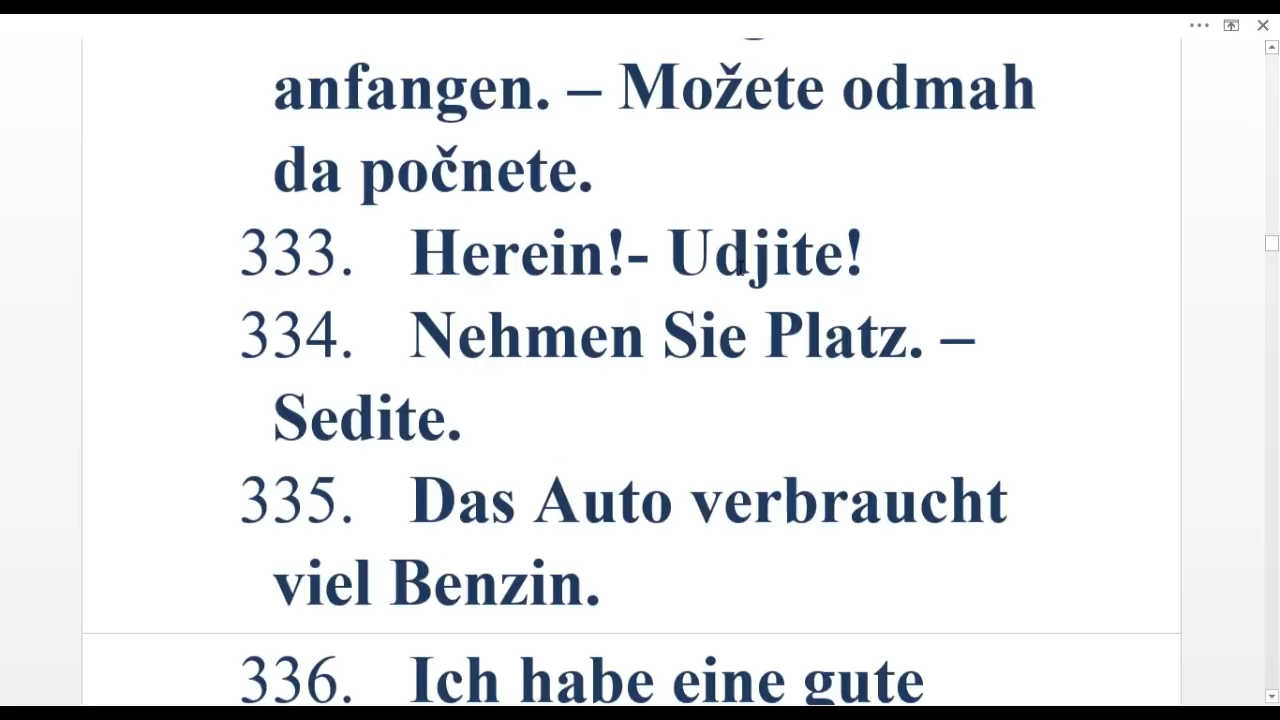 anfangen. – Možete odmah
da počnete.
333. Herein!- Udjite!
334. Nehmen Sie Platz. –
Sedite.
335. Das Auto verbraucht
viel Benzin.
336. Ich habe eine gute